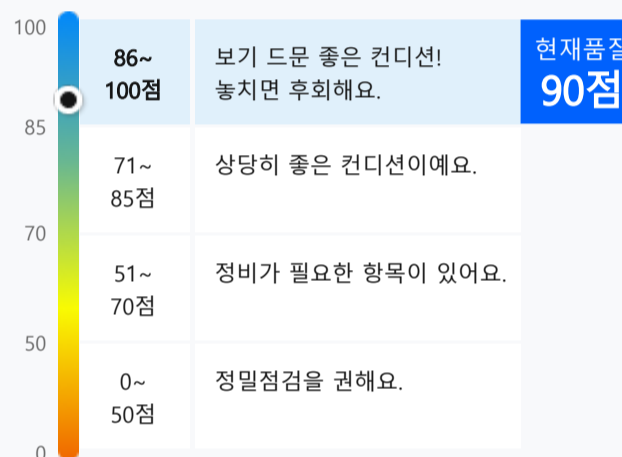 100
86~
100점
보기 드문 좋은 컨디션!
놓치면 후회해요.
현재품질
90점
85
71~
85점
상당히 좋은 컨디션이예요.
70
51~
70점
정비가 필요한 항목이 있어요.
50
0~
50점
정밀점검을 권해요.
0